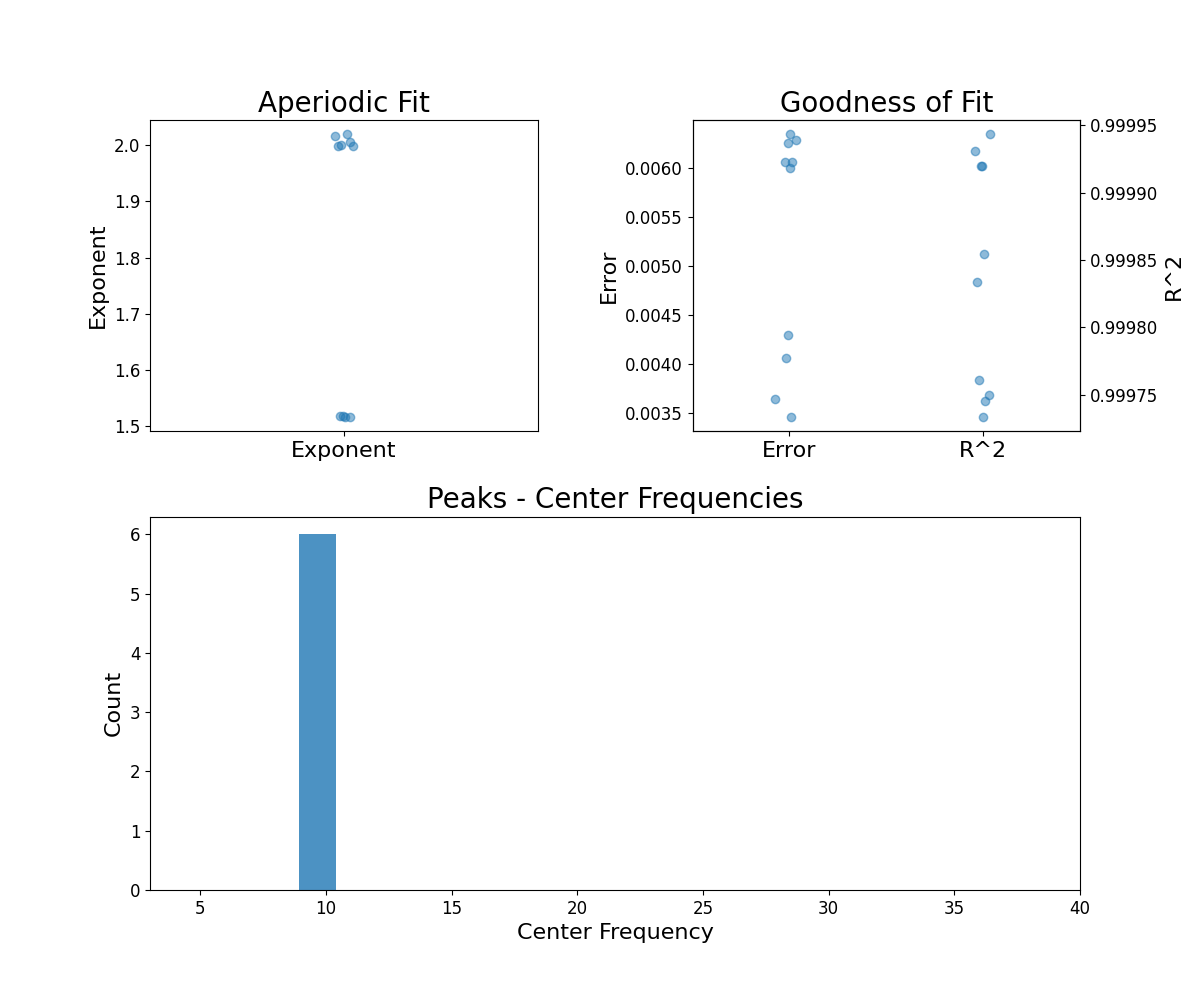 Aperiodic Fit
2.0
1.9
1.8
1.7
1.6
1.5
Exponent
Exponent
Goodness of Fit
0.0060
0.0055
0.0050
0.0045
0.0040
0.0035
Error
Error R^2
0.99995
0.99990
0.99985
0.99980
0.99975
R^2
Peaks - Center Frequencies
6
5
4
3
2
1
0
Count
5 10 15 20 25 30 35 40
Center Frequency